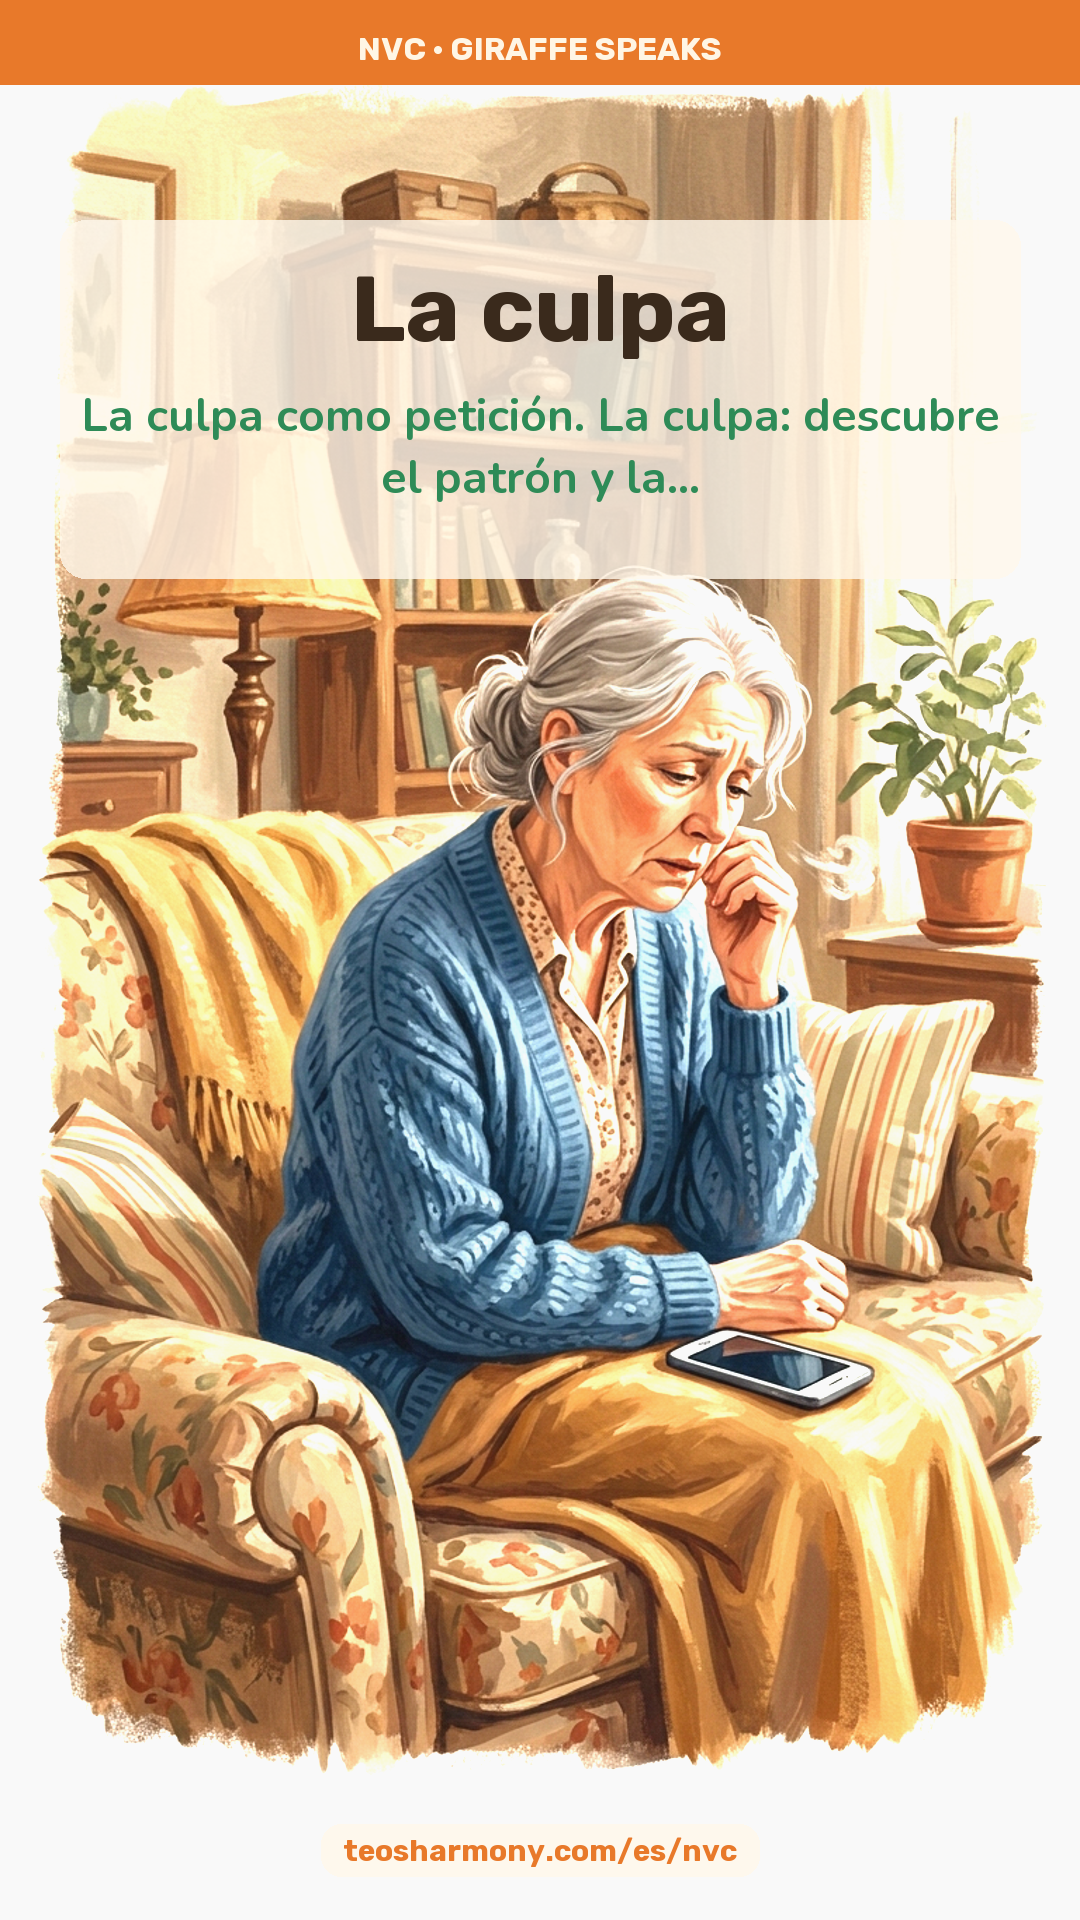 NVC • GIRAFFE SPEAKS
La culpa
La culpa como petición. La culpa: descubre
el patrón y la...
teosharmony.com/es/nvc